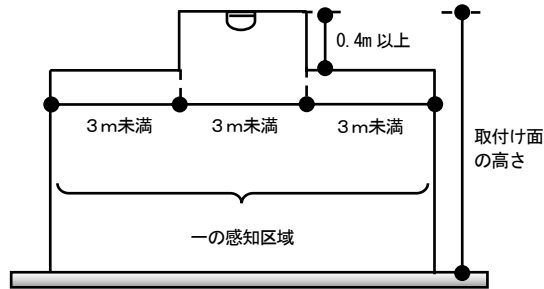 0.4m 以上
3ｍ未満
3ｍ未満
3ｍ未満
取付け面
の高さ
一の感知区域